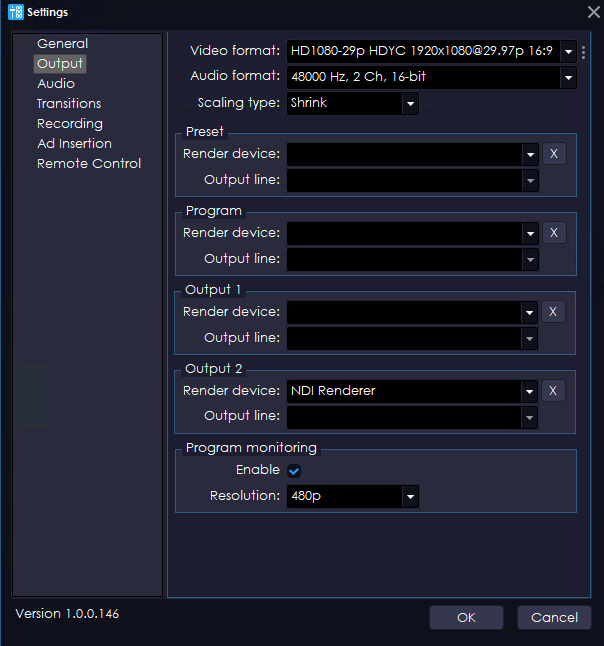 Settings
General
Output
Audio
Transitions
Recording
Ad Insertion
Remote Control
Video format: HD1080-29p HDYC 1920x1080@29.97p 16:9
Audio format: 48000 Hz, 2 Ch, 16-bit
Scaling type: Shrink
Preset
Render device: X
Output line:
Program
Render device: X
Output line:
Output 1
Render device: X
Output line:
Output 2
Render device: NDI Renderer X
Output line:
Program monitoring
Enable
Resolution: 480p
Version 1.0.0.146
OK Cancel